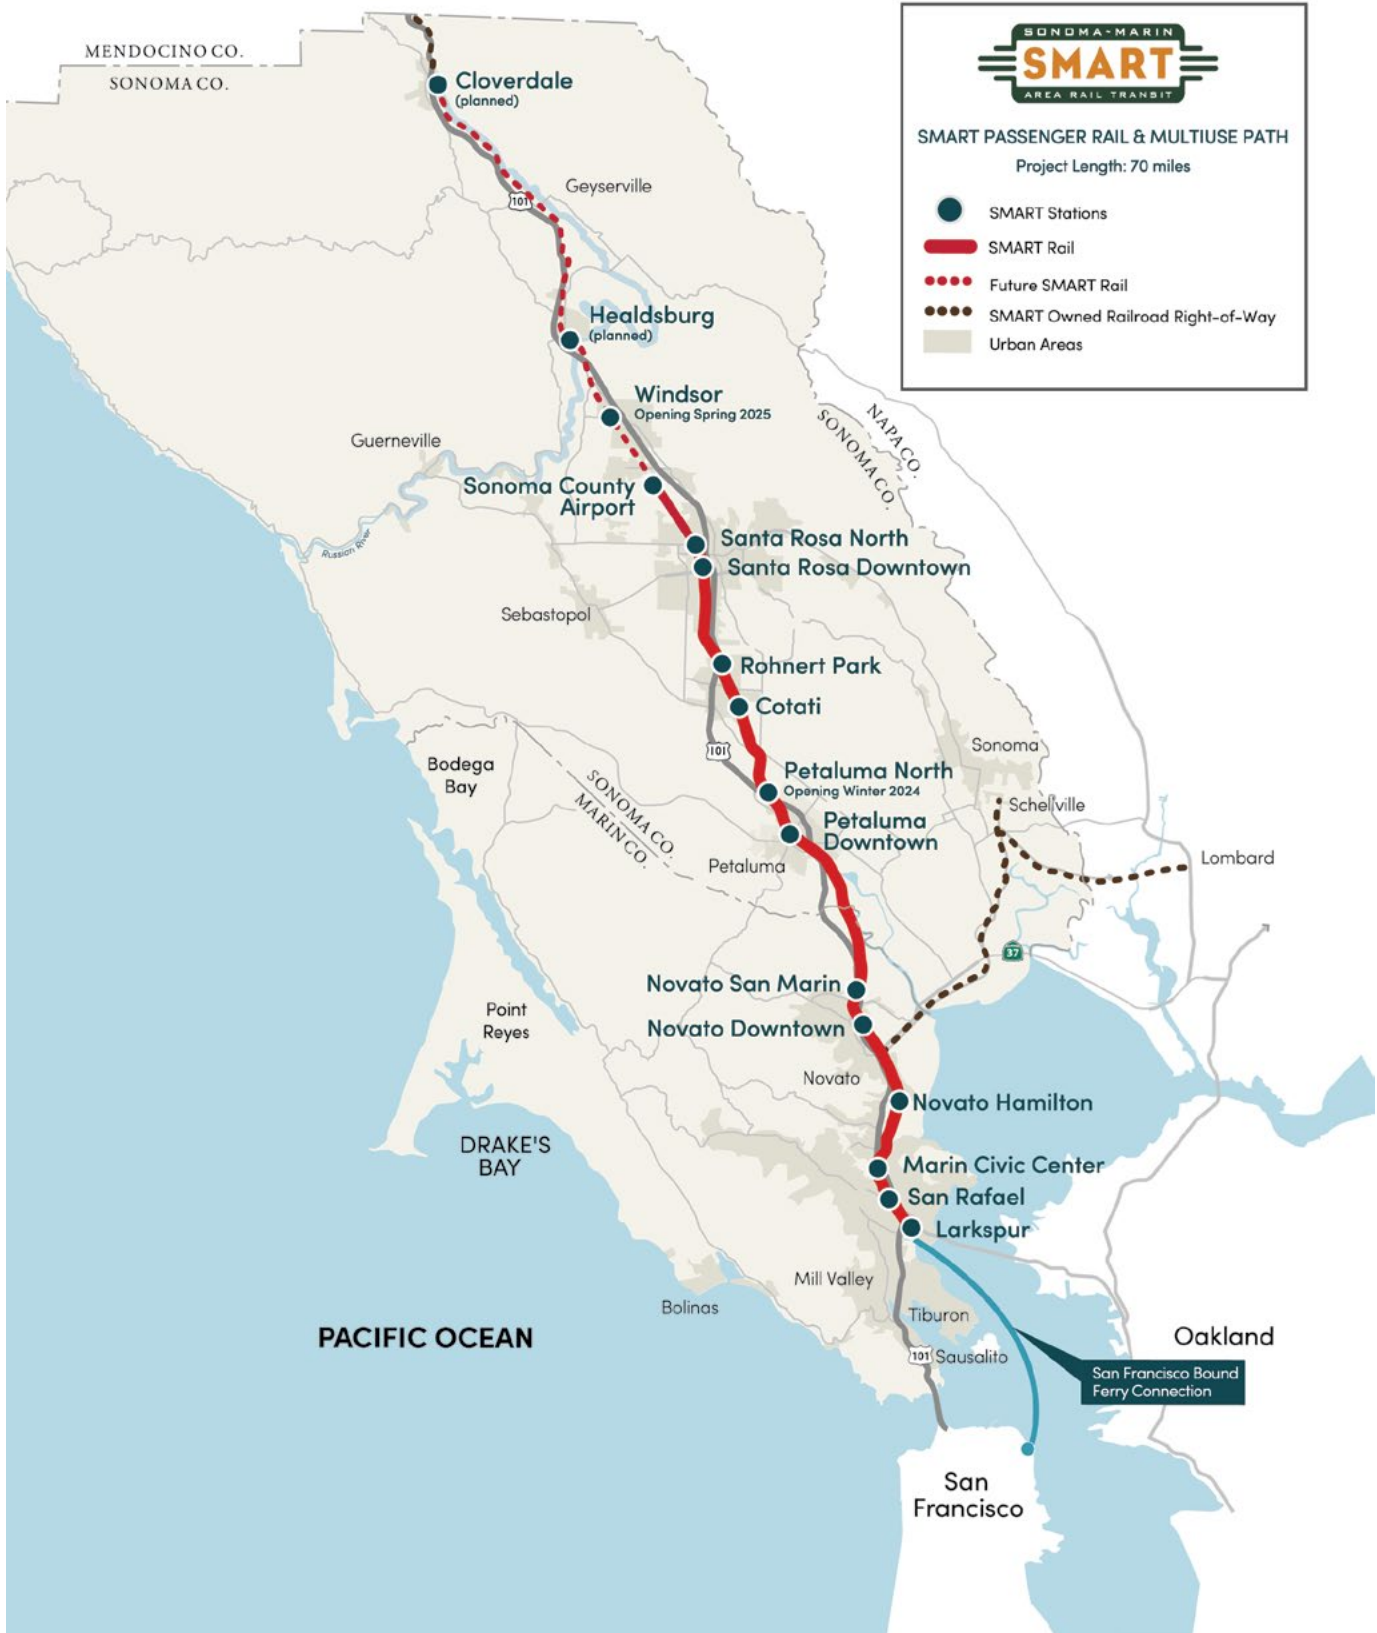 SONOMA-MARIN
SMART
AREA RAIL TRANSIT
SMART PASSENGER RAIL & MULTIUSE PATH
Project Length: 70 miles
SMART Stations
SMART Rail
Future SMART Rail
SMART Owned Railroad Right-of-Way
Urban Areas
MENDOCINO CO.
SONOMA CO.
Cloverdale
(planned)
Geyserville
101
Healdsburg
(planned)
Windsor
Opening Spring 2025
NAPA CO.
SONOMA CO.
Guerneville
Sonoma County
Airport
Russian River
Santa Rosa North
Santa Rosa Downtown
Sebastopol
Rohnert Park
Cotati
101
Sonoma
Bodega
Bay
SONOMA CO.
MARIN CO.
Petaluma North
Opening Winter 2024
Schellville
Petaluma
Downtown
Petaluma
Lombard
37
Novato San Marin
Point
Reyes
Novato Downtown
Novato
Novato Hamilton
DRAKE'S
BAY
Marin Civic Center
San Rafael
Larkspur
Mill Valley
Bolinas
Tiburon
PACIFIC OCEAN
Oakland
101
Sausalito
San Francisco Bound
Ferry Connection
San
Francisco